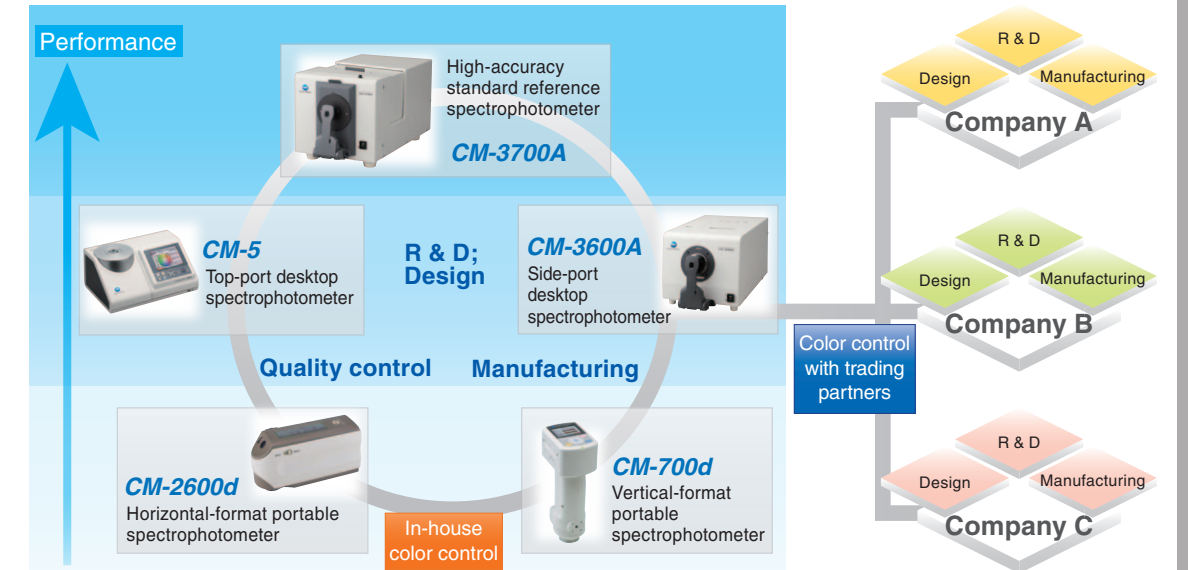 Performance
High-accuracy
standard reference
spectrophotometer
CM-3700A
CM-5
Top-port desktop
spectrophotometer
R & D;
Design
CM-3600A
Side-port
desktop
spectrophotometer
Quality control
Manufacturing
CM-2600d
Horizontal-format portable
spectrophotometer
In-house
color control
CM-700d
Vertical-format
portable
spectrophotometer
Color control
with trading
partners
R & D
Design
Manufacturing
Company A
R & D
Design
Manufacturing
Company B
R & D
Design
Manufacturing
Company C